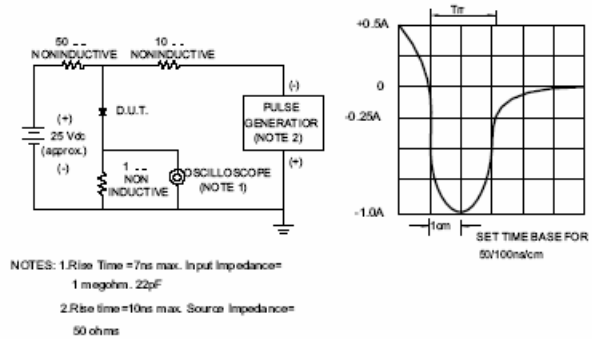 50 --
NONINDUCTIVE
10 --
NONINDUCTIVE
(+)
25 Vdc
(approx.)
(-)
D.U.T.
1 --
NON
INDUCTIVE
OSCILLOSCOPE
(NOTE 1)
(-)
PULSE
GENERATIOR
(NOTE 2)
(+)
Trr
+0.5A
0
-0.25A
-1.0A
1cm
SET TIME BASE FOR
50/100ns/cm
NOTES: 1.Rise Time =7ns max. Input Impedance=
1 megohm. 22pF
2.Rise time=10ns max. Source Impedance=
50 ohms